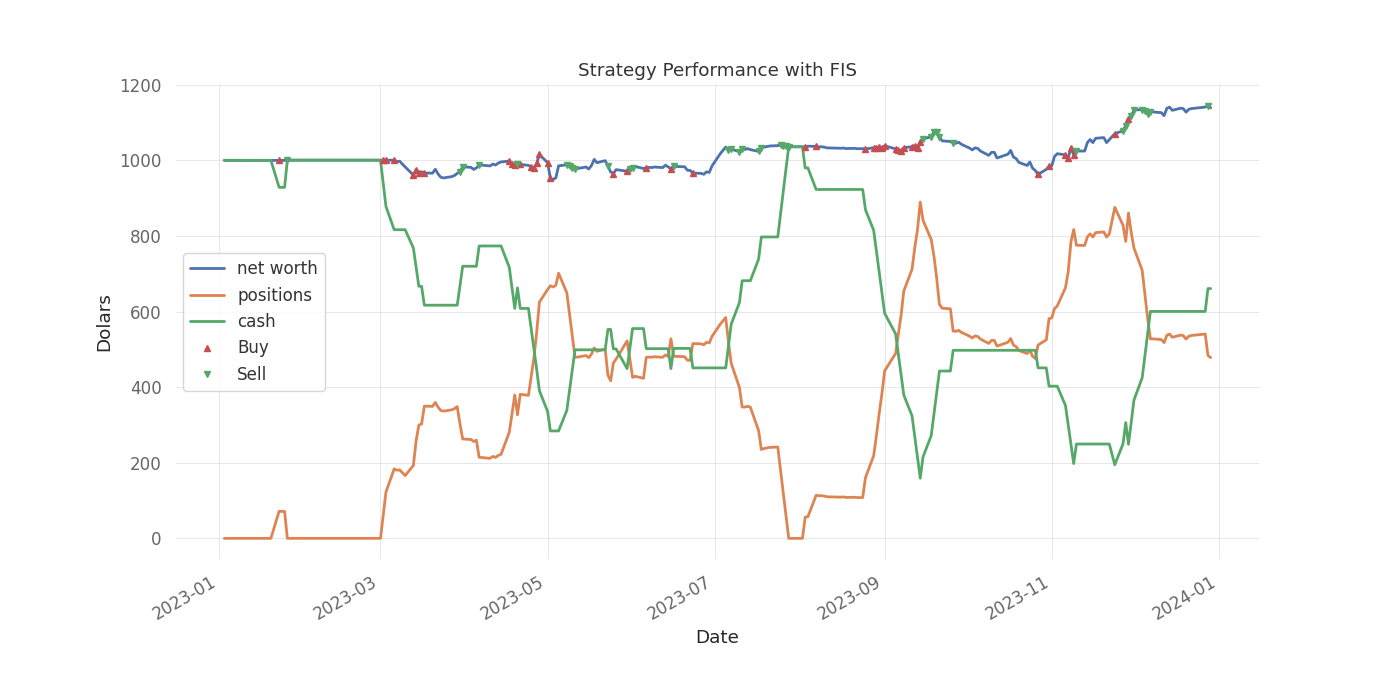 Strategy Performance with FIS
1200
1000
800
600
400
200
0
Dolars
net worth
positions
cash
Buy
Sell
2023-01
2023-03
2023-05
2023-07
2023-09
2023-11
2024-01
Date